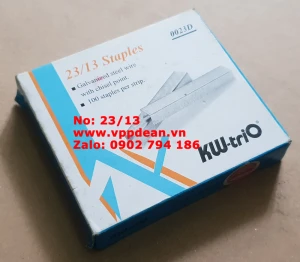 0023D
23/13 Staples
■ Galvanized steel wire
with chisel point.
■ 100 staples per strip.
No: 23/13
www.vppdean.vn
Zalo: 0902 794 186
KW-triO